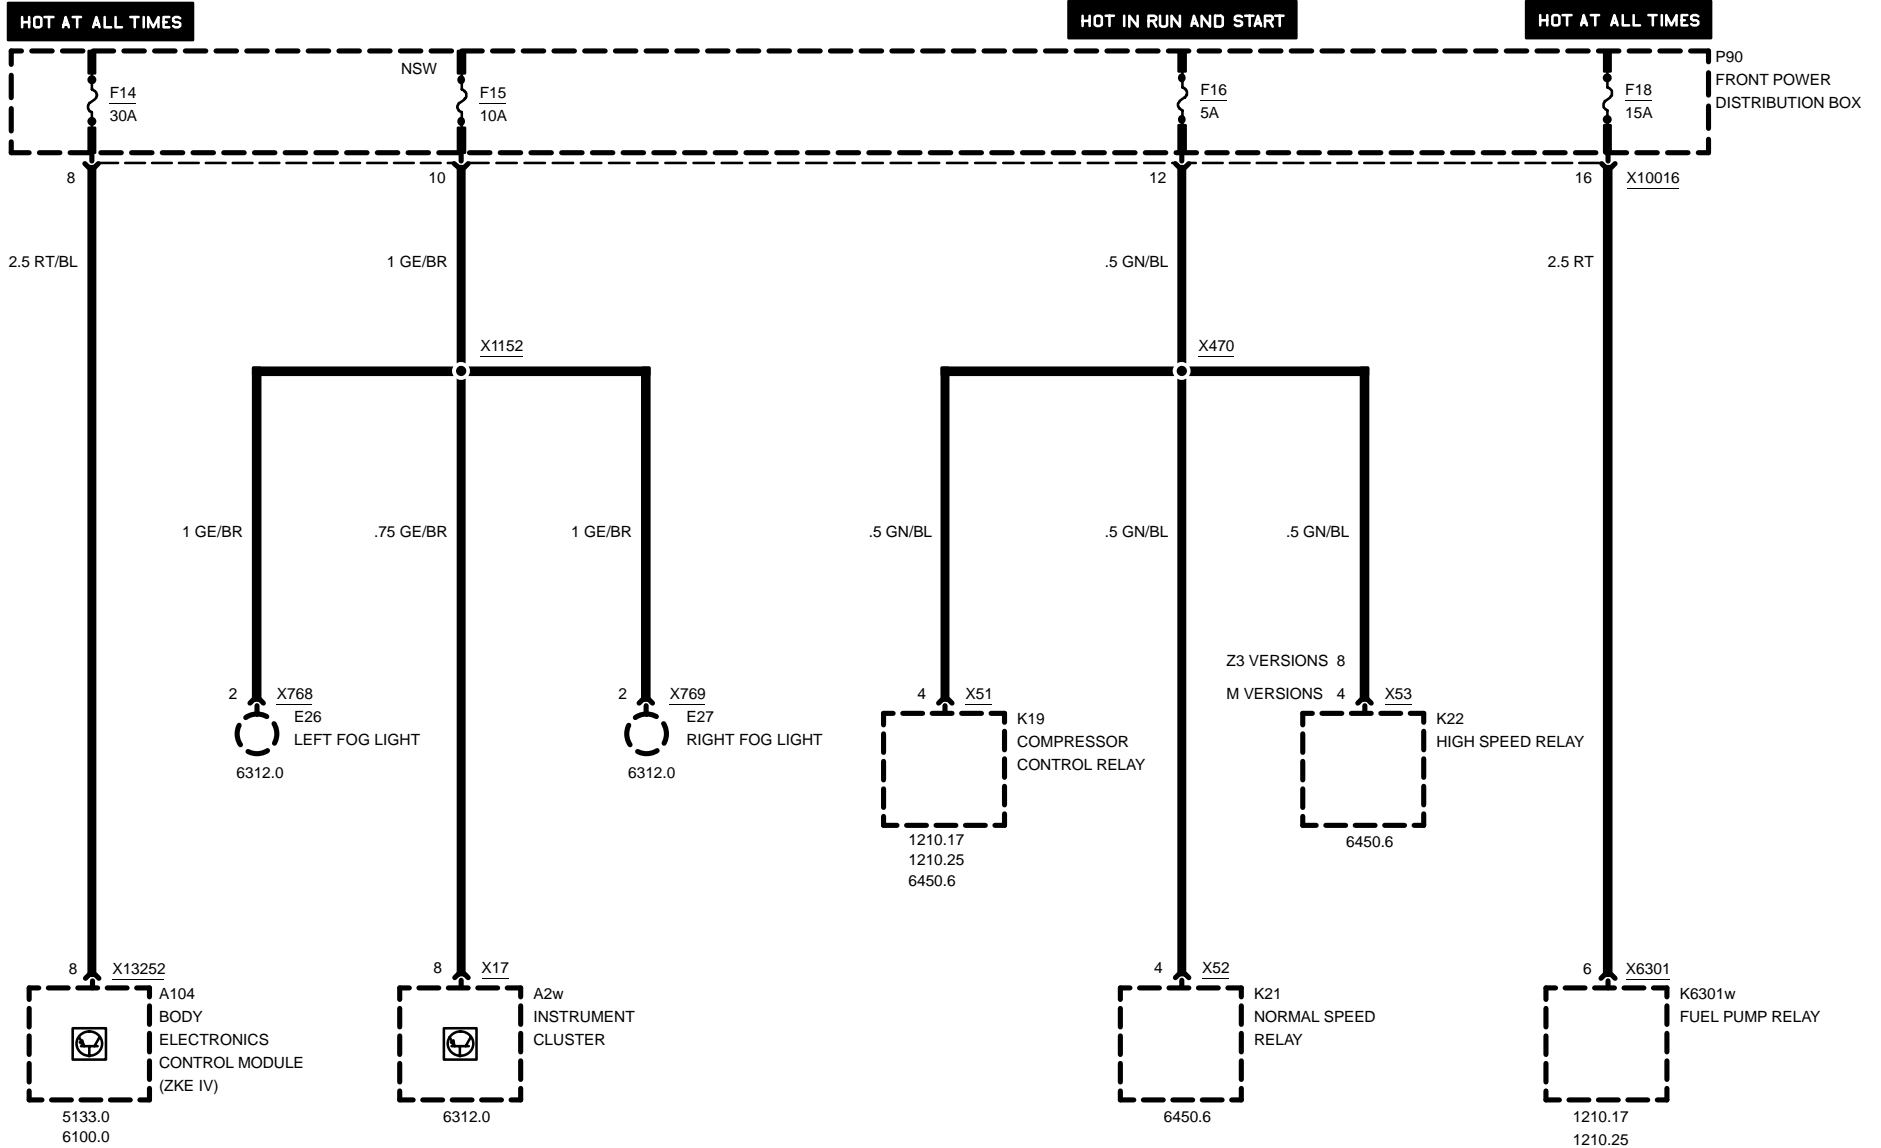 HOT AT ALL TIMES
HOT IN RUN AND START
HOT AT ALL TIMES
P90
FRONT POWER
DISTRIBUTION BOX
NSW
F14
30A
F15
10A
F16
5A
F18
15A
8
10
12
16
X10016
2.5 RT/BL
1 GE/BR
.5 GN/BL
2.5 RT
X1152
X470
1 GE/BR
.75 GE/BR
1 GE/BR
.5 GN/BL
.5 GN/BL
.5 GN/BL
Z3 VERSIONS 8
M VERSIONS 4
X53
2
X768
E26
LEFT FOG LIGHT
6312.0
2
X769
E27
RIGHT FOG LIGHT
6312.0
4
X51
K19
COMPRESSOR
CONTROL RELAY
1210.17
1210.25
6450.6
K22
HIGH SPEED RELAY
6450.6
8
X13252
A104
BODY
ELECTRONICS
CONTROL MODULE
(ZKE IV)
5133.0
6100.0
8
X17
A2w
INSTRUMENT
CLUSTER
6312.0
4
X52
K21
NORMAL SPEED
RELAY
6450.6
6
X6301
K6301w
FUEL PUMP RELAY
1210.17
1210.25